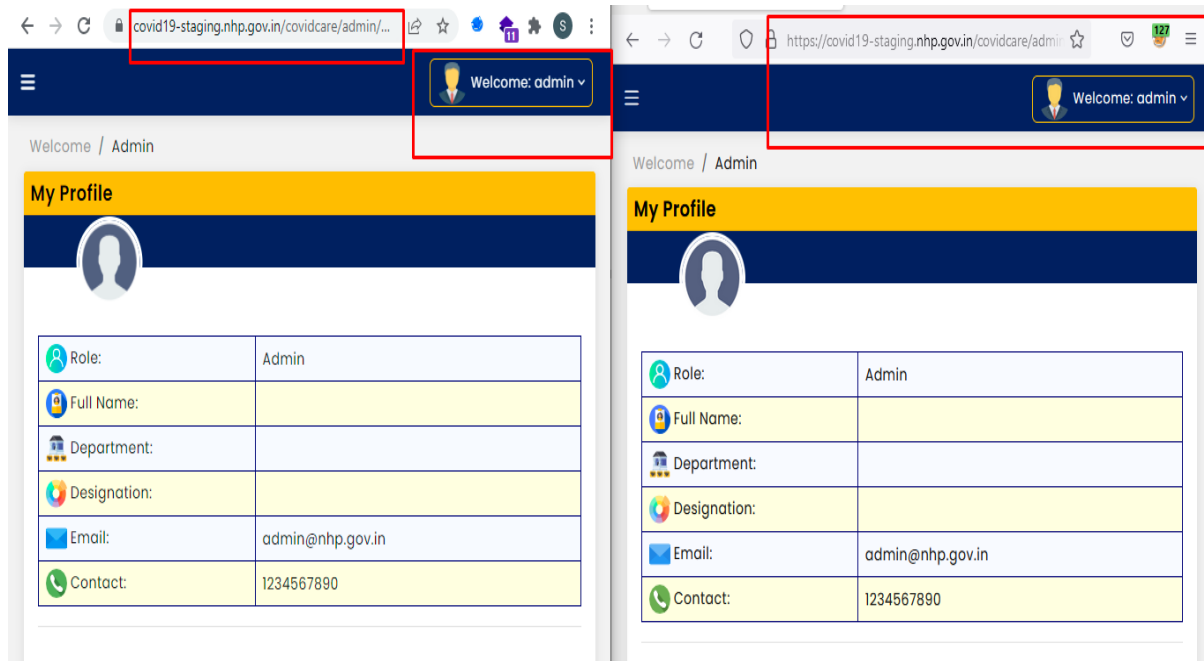 covid19-staging.nhp.gov.in/covidcare/admin/...
11
S
Welcome: admin
Welcome / Admin
My Profile
Role: Admin
Full Name:
Department:
Designation:
Email: admin@nhp.gov.in
Contact: 1234567890
https://covid19-staging.nhp.gov.in/covidcare/admin
127
Welcome: admin
Welcome / Admin
My Profile
Role: Admin
Full Name:
Department:
Designation:
Email: admin@nhp.gov.in
Contact: 1234567890